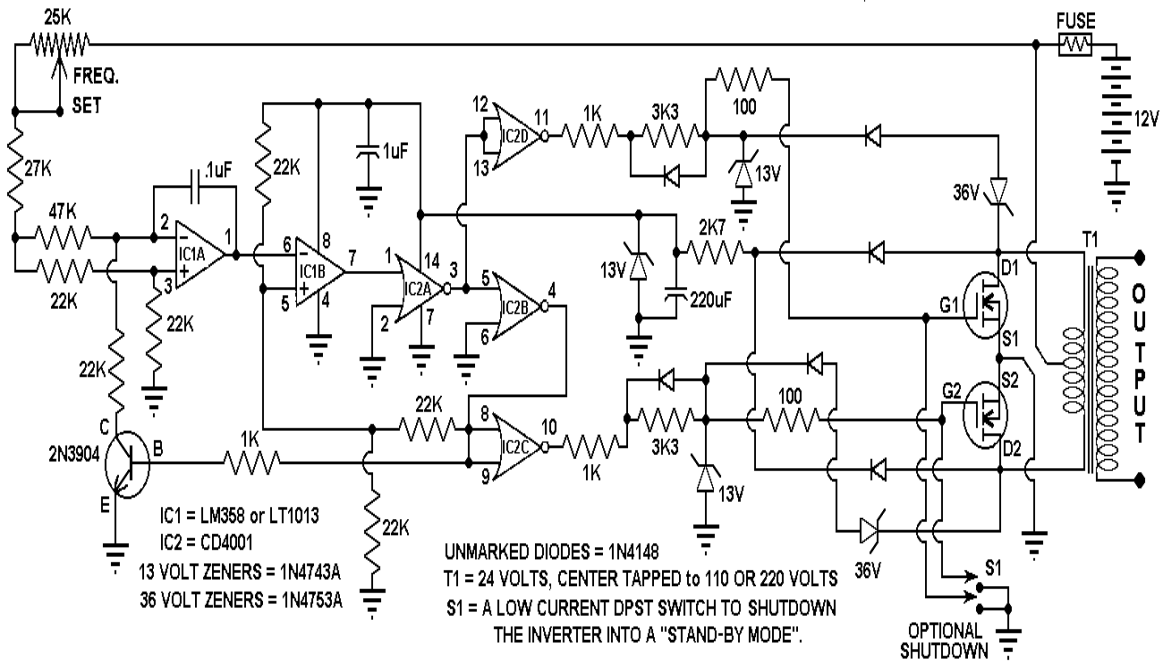 25K
FREQ.
SET
27K
47K
22K
.1uF
2
3
1
IC1A
22K
22K
C
B
E
2N3904
1K
22K
6
5
8
4
7
IC1B
1uF
1
2
14
7
3
IC2A
12
13
11
IC2D
1K
3K3
100
13V
36V
5
6
4
IC2B
13V
220uF
2K7
22K
22K
8
9
10
IC2C
1K
3K3
13V
100
36V
FUSE
12V
T1
D1
G1
S1
S2
G2
D2
OUTPUT
S1
OPTIONAL
SHUTDOWN
IC1 = LM358 or LT1013
IC2 = CD4001
13 VOLT ZENERS = 1N4743A
36 VOLT ZENERS = 1N4753A
UNMARKED DIODES = 1N4148
T1 = 24 VOLTS, CENTER TAPPED to 110 OR 220 VOLTS
S1 = A LOW CURRENT DPST SWITCH TO SHUTDOWN
THE INVERTER INTO A "STAND-BY MODE".